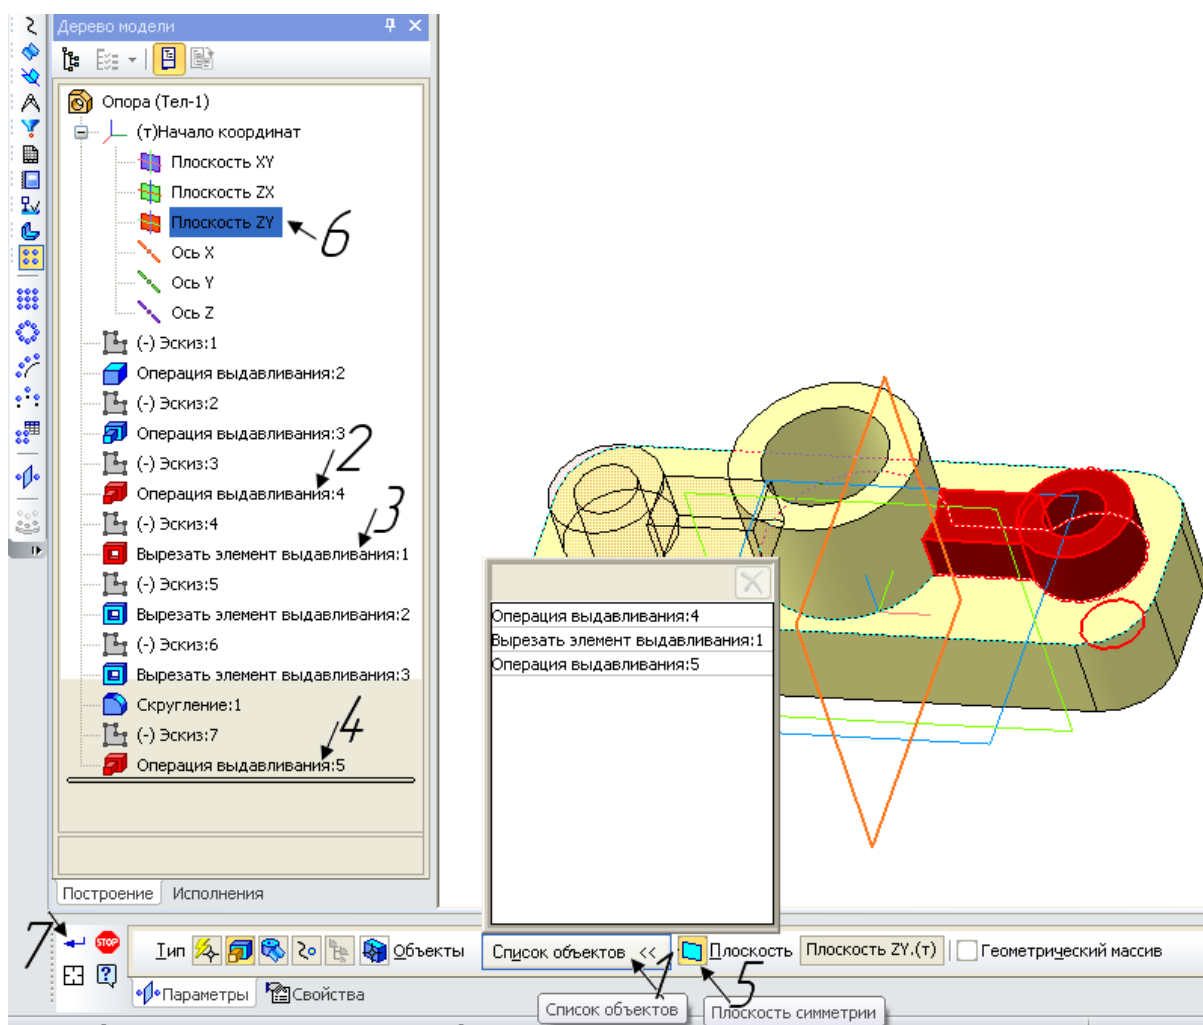 Дерево модели
Опора (Тел-1)
(т)Начало координат
Плоскость XY
Плоскость ZX
Плоскость ZY
6
Ось X
Ось Y
Ось Z
(-) Эскиз:1
Операция выдавливания:2
(-) Эскиз:2
Операция выдавливания:3
2
(-) Эскиз:3
Операция выдавливания:4
3
(-) Эскиз:4
Вырезать элемент выдавливания:1
(-) Эскиз:5
Вырезать элемент выдавливания:2
(-) Эскиз:6
Вырезать элемент выдавливания:3
Скругление:1
4
(-) Эскиз:7
Операция выдавливания:5
Операция выдавливания:4
Вырезать элемент выдавливания:1
Операция выдавливания:5
Построение Исполнения
7
STOP
Тип Объекты Список объектов << 1 Плоскость Плоскость ZY.(т) Геометрический массив
5
Параметры Свойства
Список объектов
Плоскость симметрии